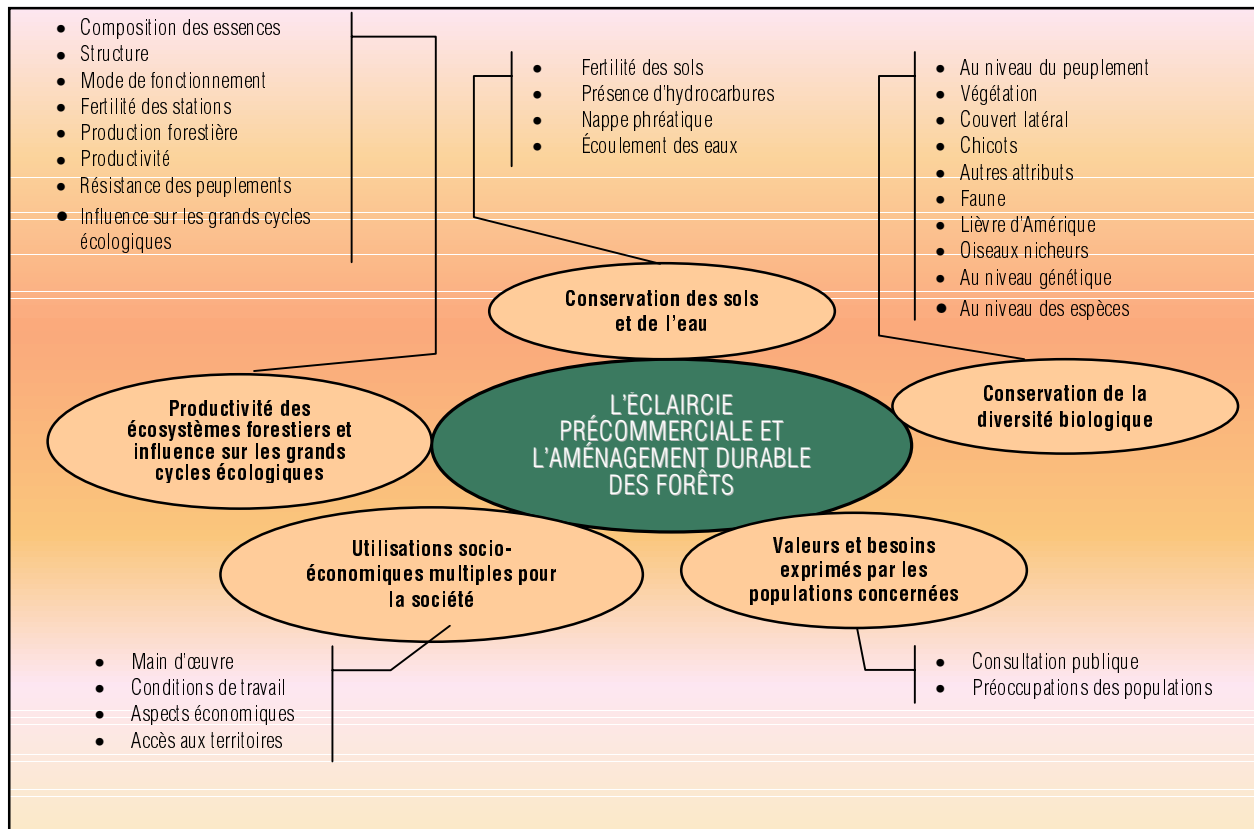 Composition des essences
Structure
Mode de fonctionnement
Fertilité des stations
Production forestière
Productivité
Résistance des peuplements
Influence sur les grands cycles
écologiques
Fertilité des sols
Présence d'hydrocarbures
Nappe phréatique
Écoulement des eaux
Au niveau du peuplement
Végétation
Couvert latéral
Chicots
Autres attributs
Faune
Lièvre d'Amérique
Oiseaux nicheurs
Au niveau génétique
Au niveau des espèces
Conservation des sols
et de l'eau
Productivité des
écosystèmes forestiers et
influence sur les grands
cycles écologiques
L'ÉCLAIRCIE
PRÉCOMMERCIALE ET
L'AMÉNAGEMENT DURABLE
DES FORÊTS
Conservation de la
diversité biologique
Utilisations socio-
économiques multiples pour
la société
Valeurs et besoins
exprimés par les
populations concernées
Main d'œuvre
Conditions de travail
Aspects économiques
Accès aux territoires
Consultation publique
Préoccupations des populations